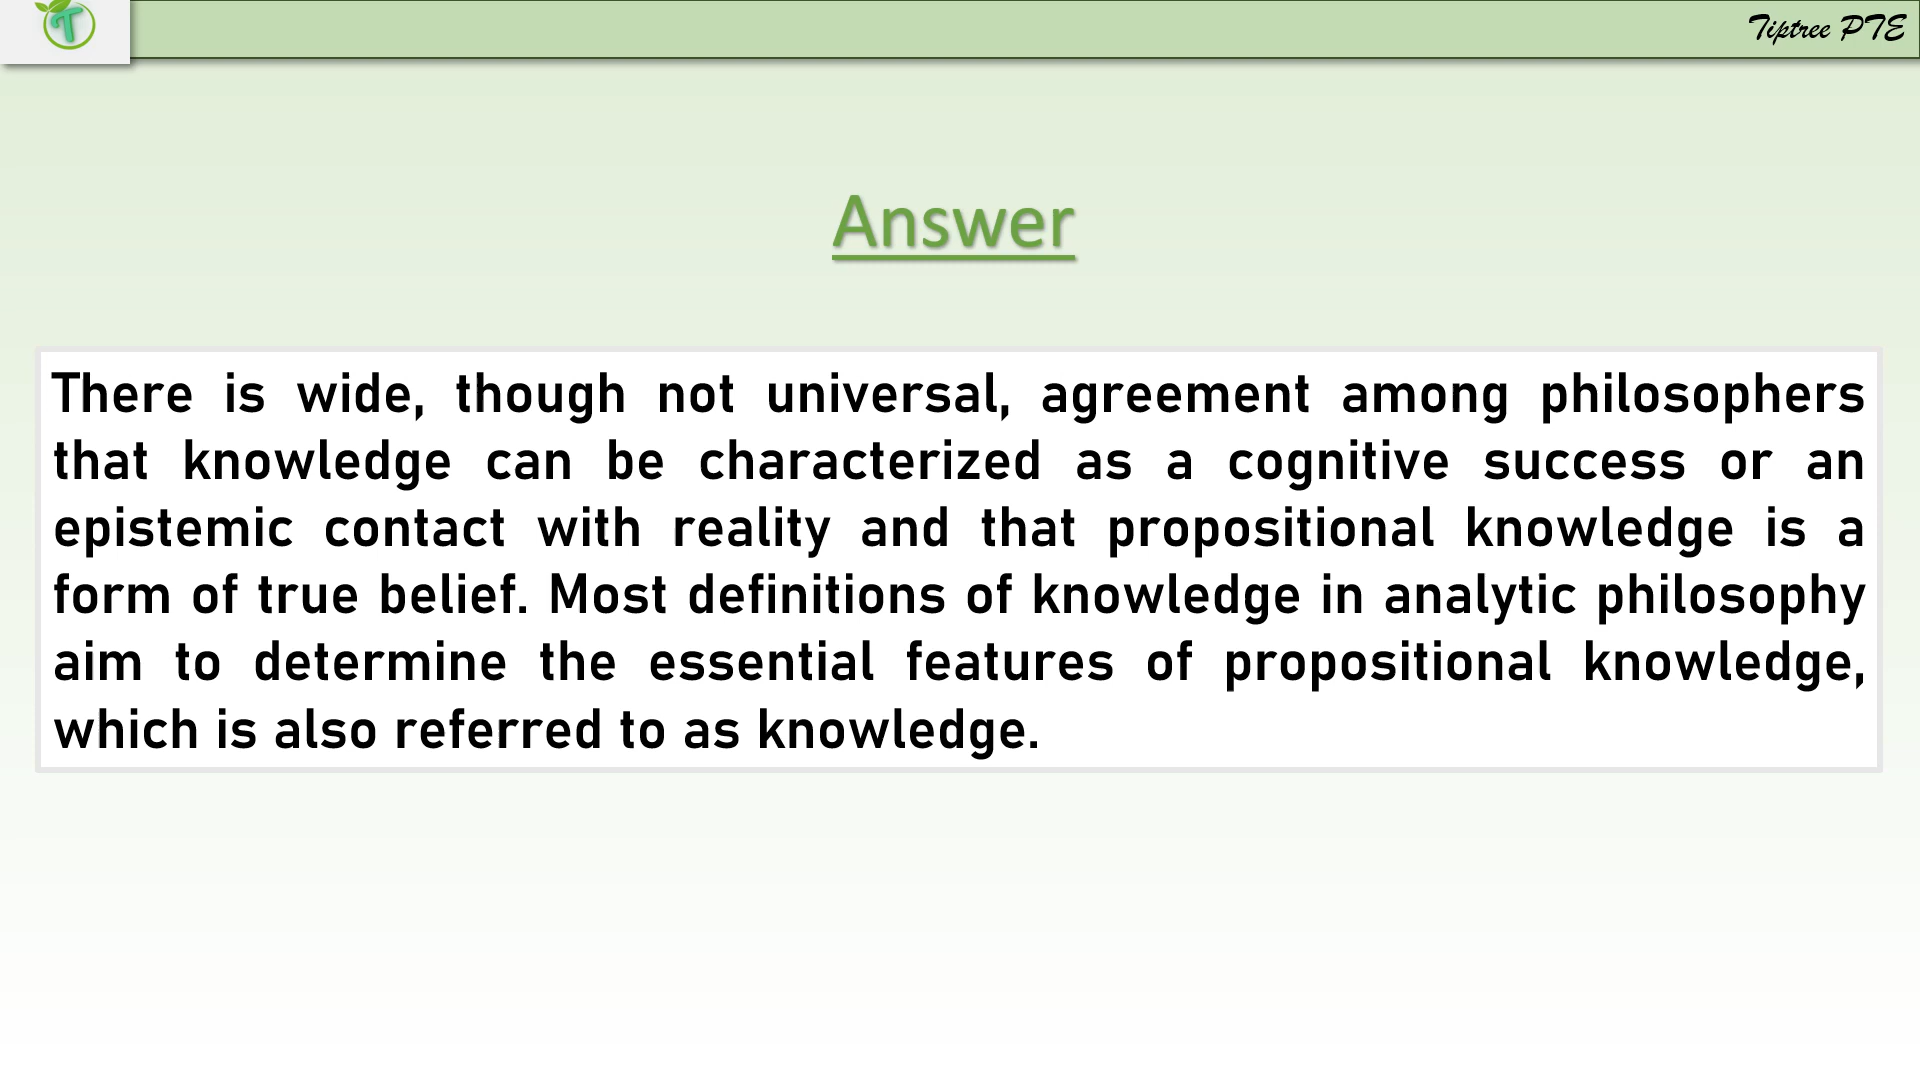 Tiptree PTE
Answer
There is wide, though not universal, agreement among philosophers
that knowledge can be characterized as a cognitive success or an
epistemic contact with reality and that propositional knowledge is a
form of true belief. Most definitions of knowledge in analytic philosophy
aim to determine the essential features of propositional knowledge,
which is also referred to as knowledge.